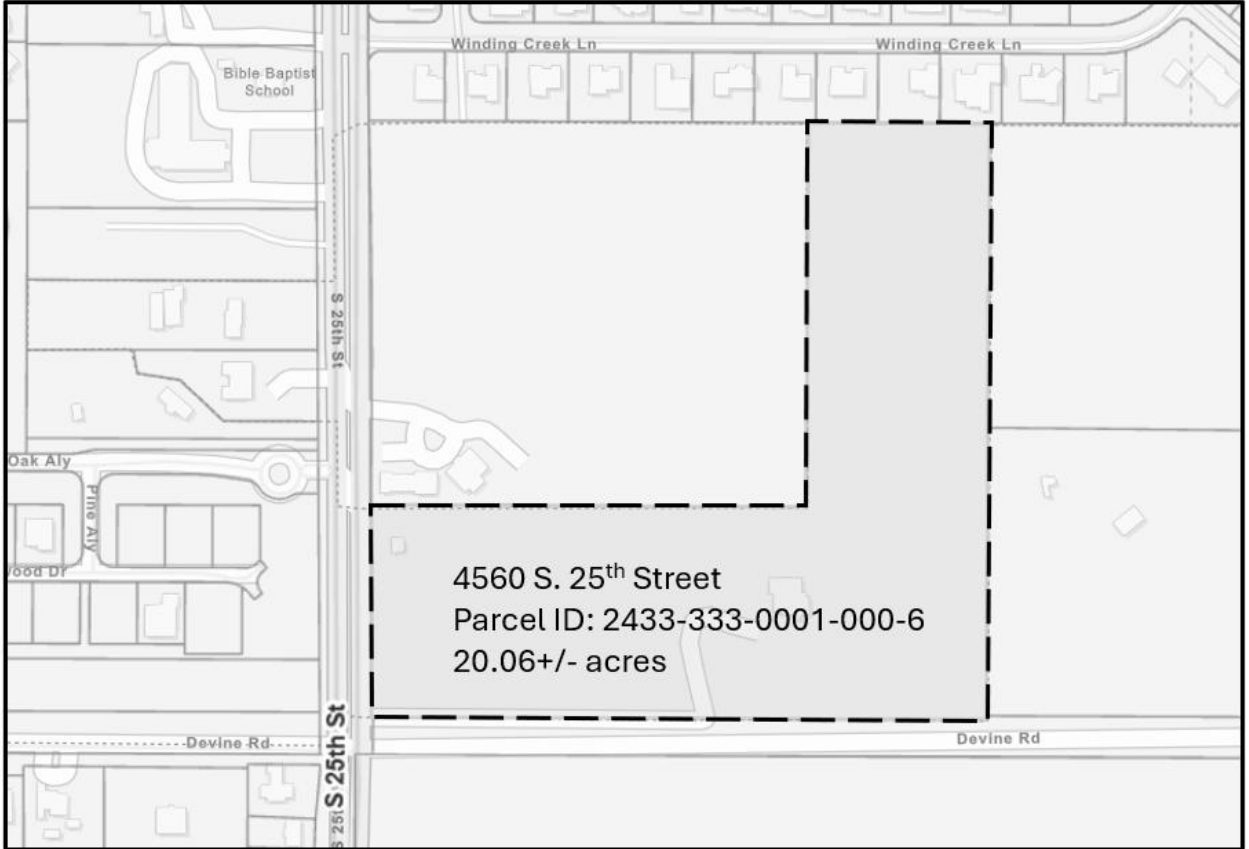 Winding Creek Ln
Winding Creek Ln
Bible Baptist
School
S 25th St
Oak Aly
Pine Aly
ood Dr
4560 S. 25th Street
Parcel ID: 2433-333-0001-000-6
20.06+/- acres
Devine Rd
Devine Rd
S 25th St
S 25